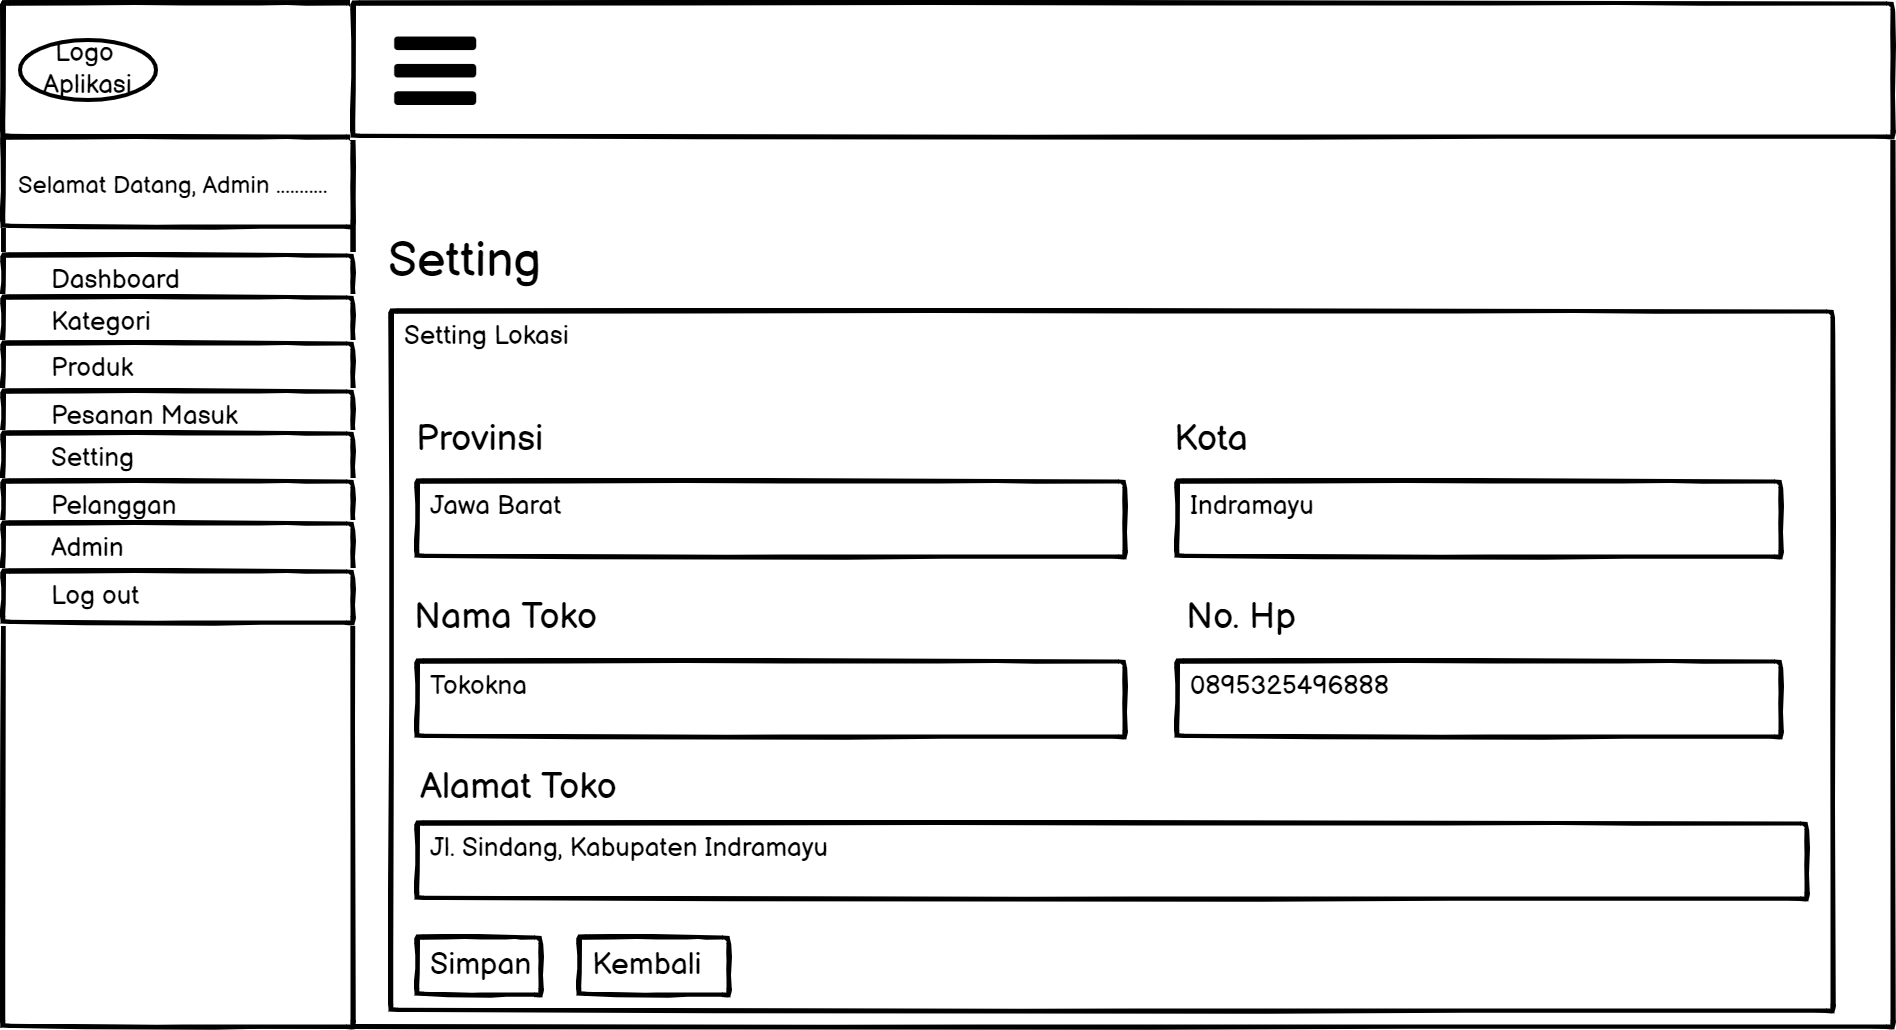 Logo
Aplikasi
Selamat Datang, Admin ...........
Dashboard
Kategori
Produk
Pesanan Masuk
Setting
Pelanggan
Admin
Log out
Setting
Setting Lokasi
Provinsi
Kota
Jawa Barat
Indramayu
Nama Toko
No. Hp
Tokokna
0895325496888
Alamat Toko
Jl. Sindang, Kabupaten Indramayu
Simpan
Kembali